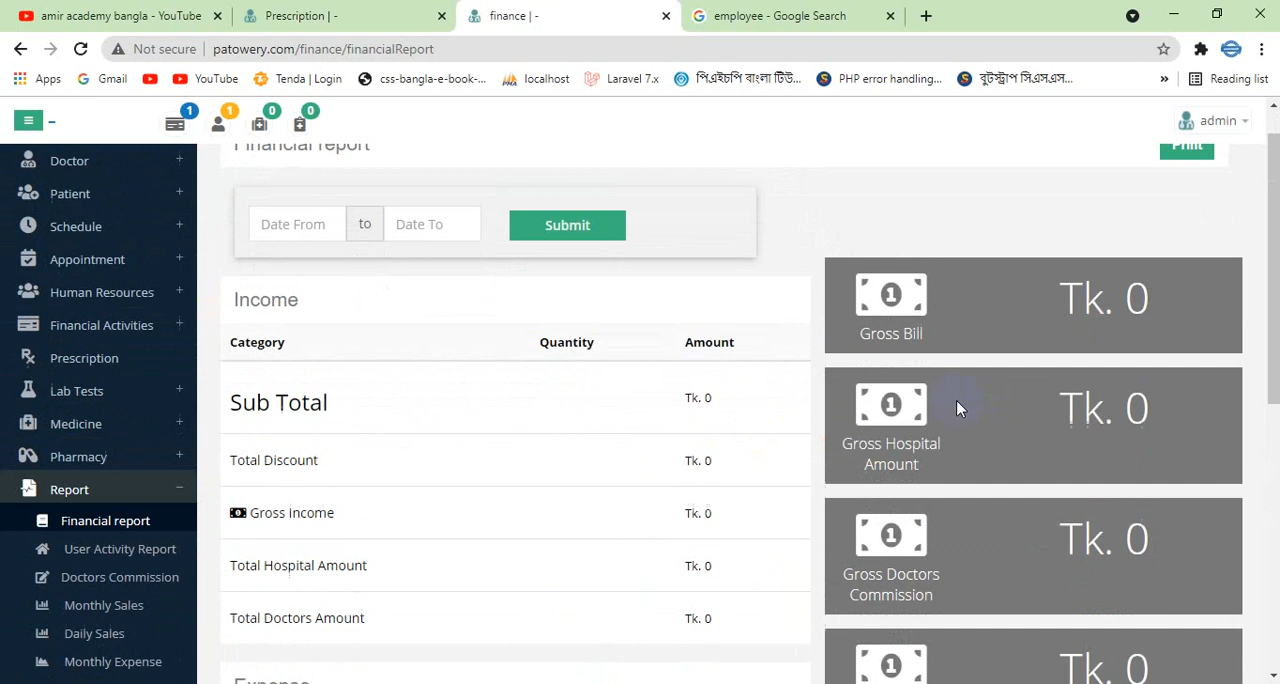 amir academy bangla - YouTube
Prescription | -
finance | -
employee - Google Search
Not secure
patowery.com/finance/financialReport
Apps
Gmail
YouTube
Tenda | Login
css-bangla-e-book-...
localhost
Laravel 7.x
পিএইচপি বাংলা টিউ...
PHP error handling...
বুটস্ট্রাপ সিএসএস...
»
Reading list
1
1
0
0
admin
Financial report
Print
Doctor +
Patient +
Schedule +
Appointment +
Human Resources +
Financial Activities +
Prescription
Lab Tests +
Medicine +
Pharmacy +
Report −
Financial report
User Activity Report
Doctors Commission
Monthly Sales
Daily Sales
Monthly Expense
Date From to Date To Submit
Income
Category Quantity Amount
Sub Total Tk. 0
Total Discount Tk. 0
Gross Income Tk. 0
Total Hospital Amount Tk. 0
Total Doctors Amount Tk. 0
Expense
1
Tk. 0
Gross Bill
1
Tk. 0
Gross Hospital
Amount
1
Tk. 0
Gross Doctors
Commission
1
Tk. 0